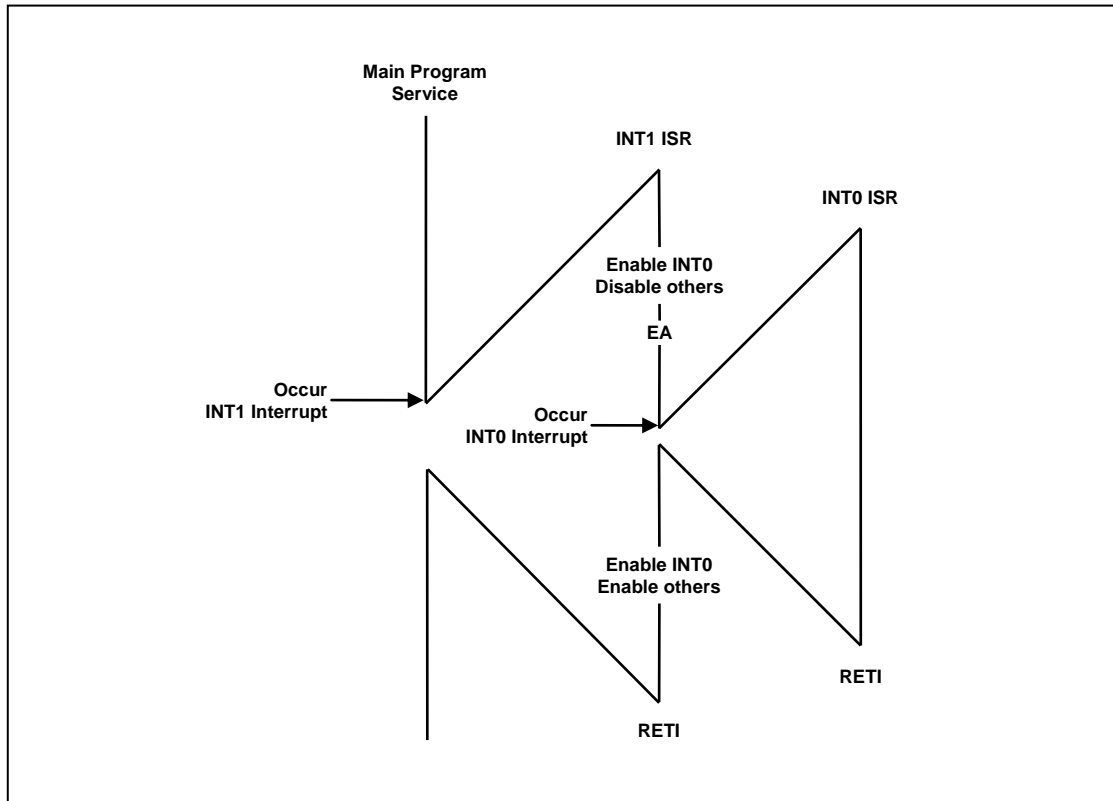 Main Program
Service
INT1 ISR
INT0 ISR
Enable INT0
Disable others
EA
Occur
INT1 Interrupt
Occur
INT0 Interrupt
Enable INT0
Enable others
RETI
RETI